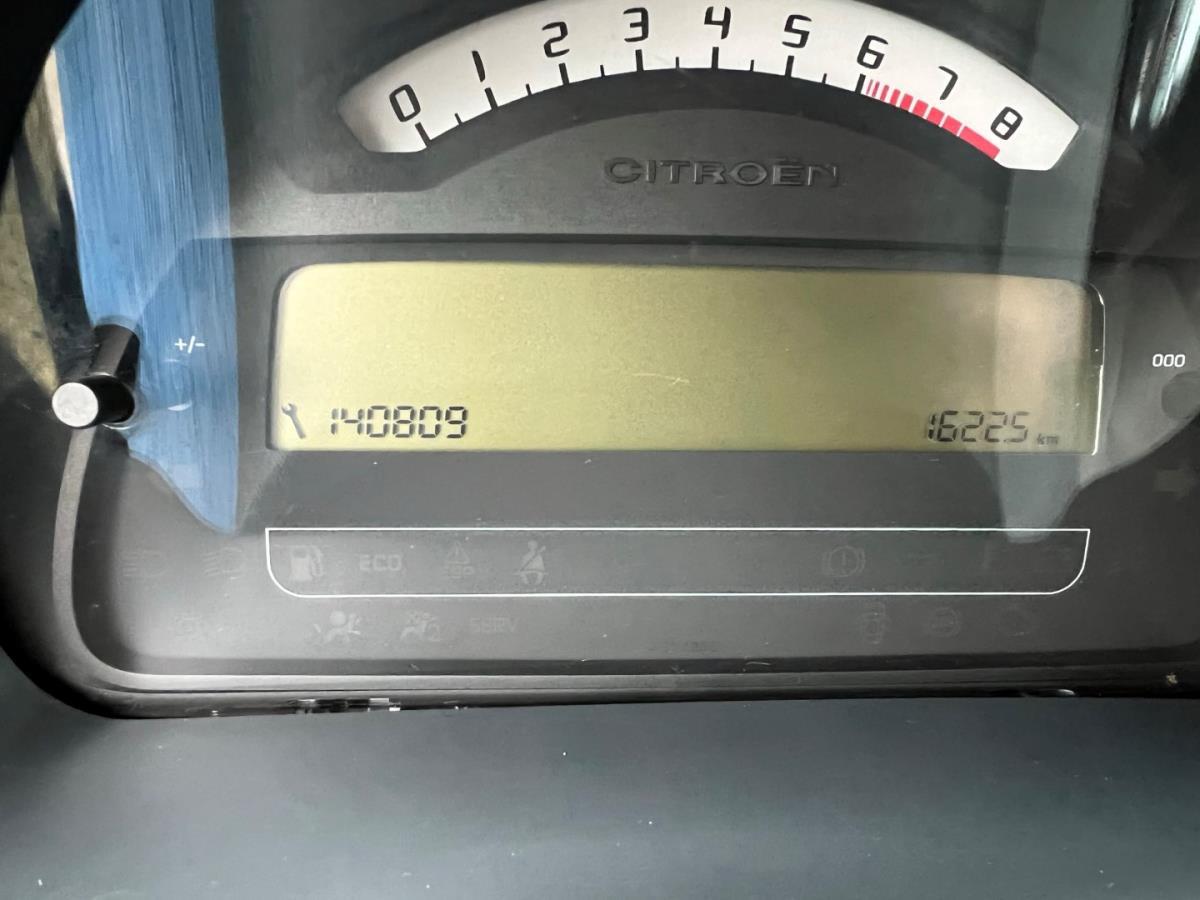 0 1 2 3 4 5 6 7 8
CITROËN
+/-
000
140809
16225 km
ECO
SERV